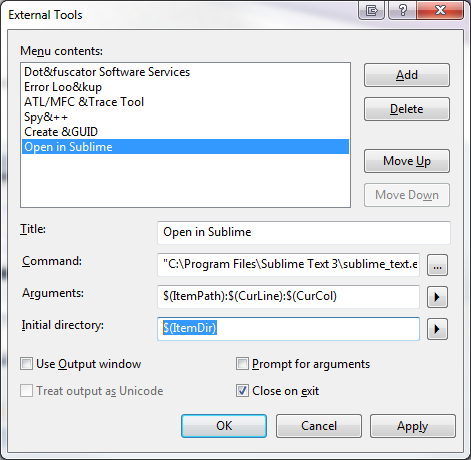 External Tools
Menu contents:
Dot&fuscator Software Services
Error Loo&kup
ATL/MFC &Trace Tool
Spy&++
Create &GUID
Open in Sublime
Add
Delete
Move Up
Move Down
Title:
Open in Sublime
Command:
"C:\Program Files\Sublime Text 3\sublime_text.e
...
Arguments:
$(ItemPath):$(CurLine):$(CurCol)
Initial directory:
$(ItemDir)
Use Output window
Prompt for arguments
Treat output as Unicode
Close on exit
OK
Cancel
Apply